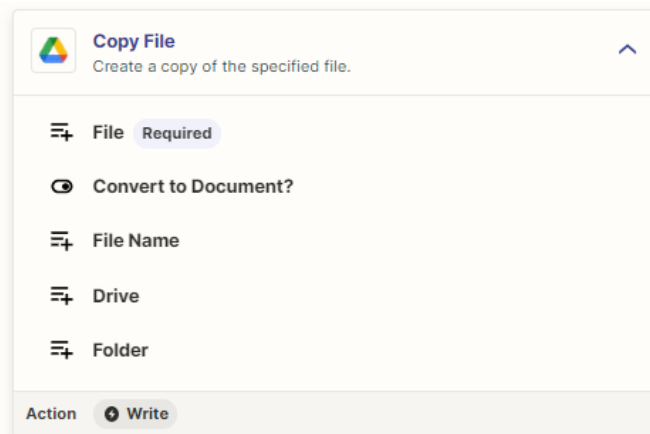 Copy File
Create a copy of the specified file.
File Required
Convert to Document?
File Name
Drive
Folder
Action Write